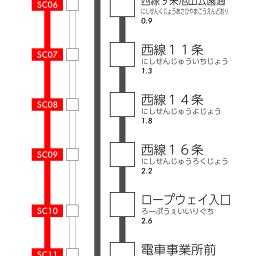 SC06
西線９条旭山公園通
にしせんくじょうあさひやまこうえんどおり
0.9
SC07
西線１１条
にしせんじゅういちじょう
1.3
SC08
西線１４条
にしせんじゅうよじょう
1.8
SC09
西線１６条
にしせんじゅうろくじょう
2.2
SC10
ロープウェイ入口
ろーぷうぇいいりぐち
2.6
SC11
電車事業所前